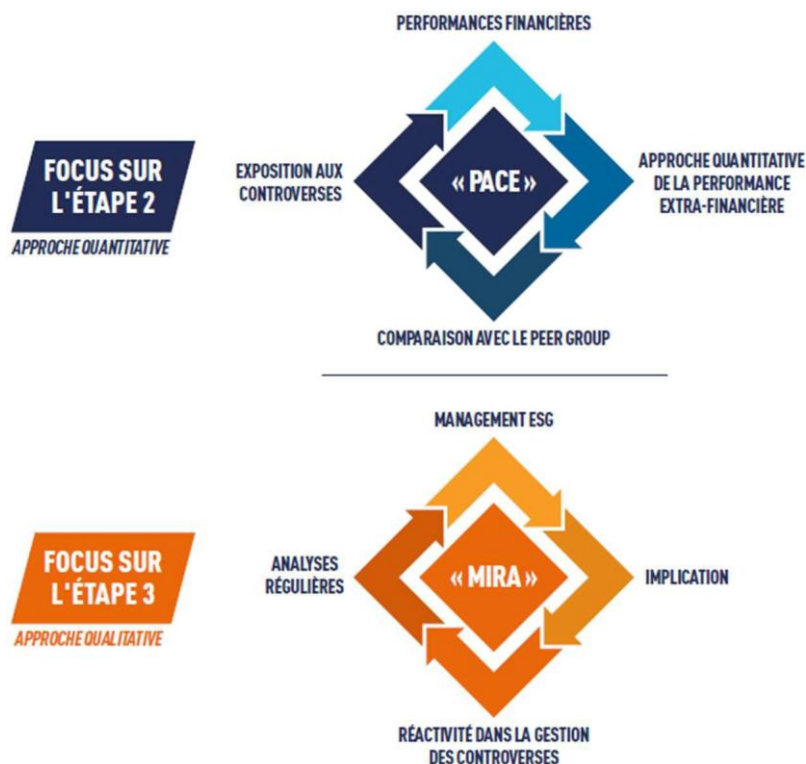 PERFORMANCES FINANCIÈRES
FOCUS SUR
L'ÉTAPE 2
APPROCHE QUANTITATIVE
EXPOSITION AUX
CONTROVERSES
« PACE »
APPROCHE QUANTITATIVE
DE LA PERFORMANCE
EXTRA-FINANCIÈRE
COMPARAISON AVEC LE PEER GROUP
MANAGEMENT ESG
FOCUS SUR
L'ÉTAPE 3
APPROCHE QUALITATIVE
ANALYSES
RÉGULIÈRES
« MIRA »
IMPLICATION
RÉACTIVITÉ DANS LA GESTION
DES CONTROVERSES